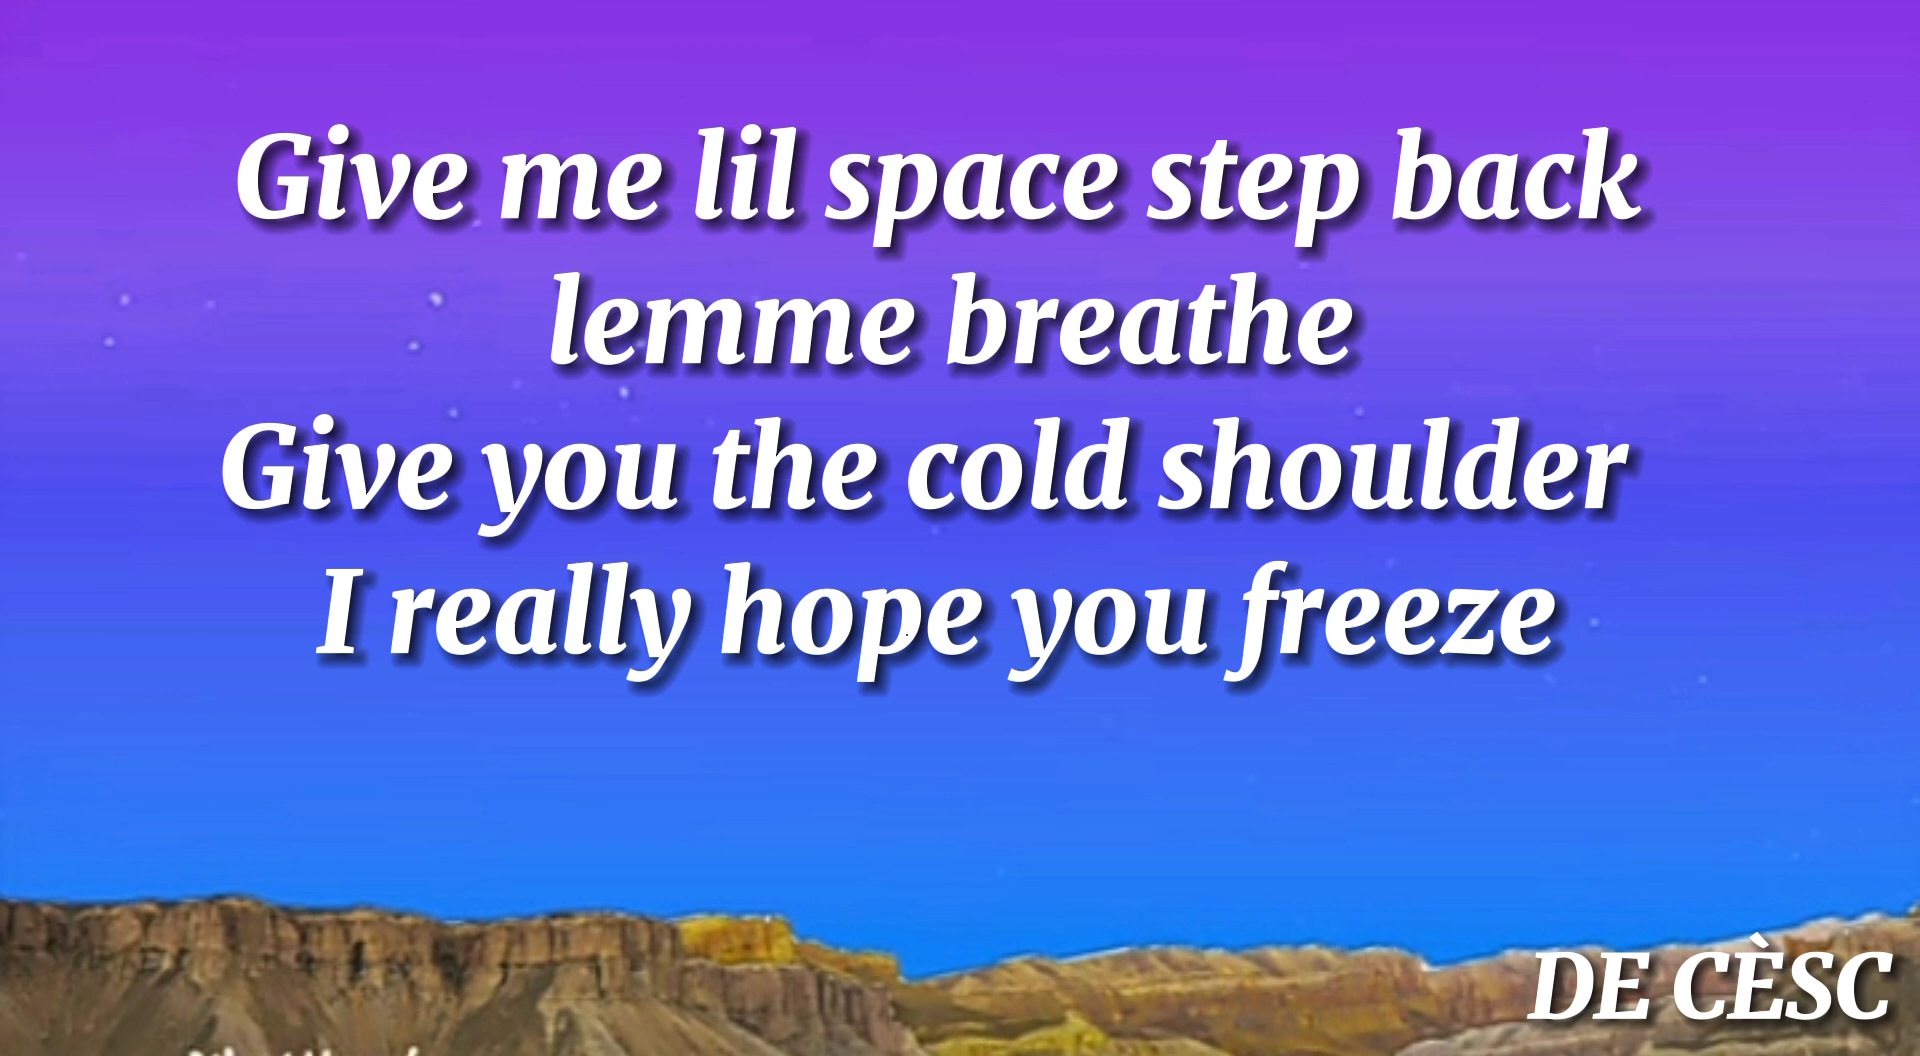 Give me lil space step back
lemme breathe
Give you the cold shoulder
I really hope you freeze
DE CÈSC